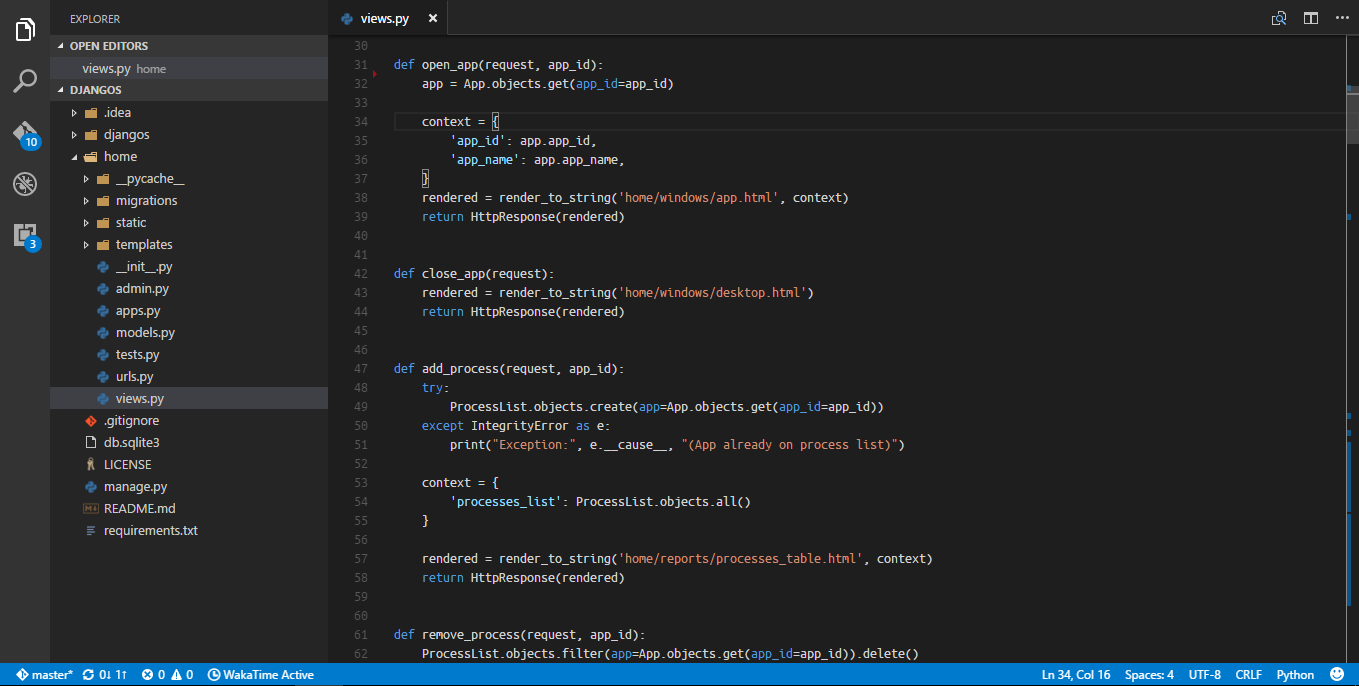 EXPLORER
OPEN EDITORS
views.py home
DJANGOS
.idea
djangos
home
__pycache__
migrations
static
templates
__init__.py
admin.py
apps.py
models.py
tests.py
urls.py
views.py
.gitignore
db.sqlite3
LICENSE
manage.py
M↓ README.md
requirements.txt
10
3
views.py
30
31 def open_app(request, app_id):
32     app = App.objects.get(app_id=app_id)
33
34     context = {
35         'app_id': app.app_id,
36         'app_name': app.app_name,
37     }
38     rendered = render_to_string('home/windows/app.html', context)
39     return HttpResponse(rendered)
40
41
42 def close_app(request):
43     rendered = render_to_string('home/windows/desktop.html')
44     return HttpResponse(rendered)
45
46
47 def add_process(request, app_id):
48     try:
49         ProcessList.objects.create(app=App.objects.get(app_id=app_id))
50     except IntegrityError as e:
51         print("Exception:", e.__cause__, "(App already on process list)")
52
53     context = {
54         'processes_list': ProcessList.objects.all()
55     }
56
57     rendered = render_to_string('home/reports/processes_table.html', context)
58     return HttpResponse(rendered)
59
60
61 def remove_process(request, app_id):
62     ProcessList.objects.filter(app=App.objects.get(app_id=app_id)).delete()
master* 0↓ 1↑ 0 0 WakaTime Active Ln 34, Col 16 Spaces: 4 UTF-8 CRLF Python